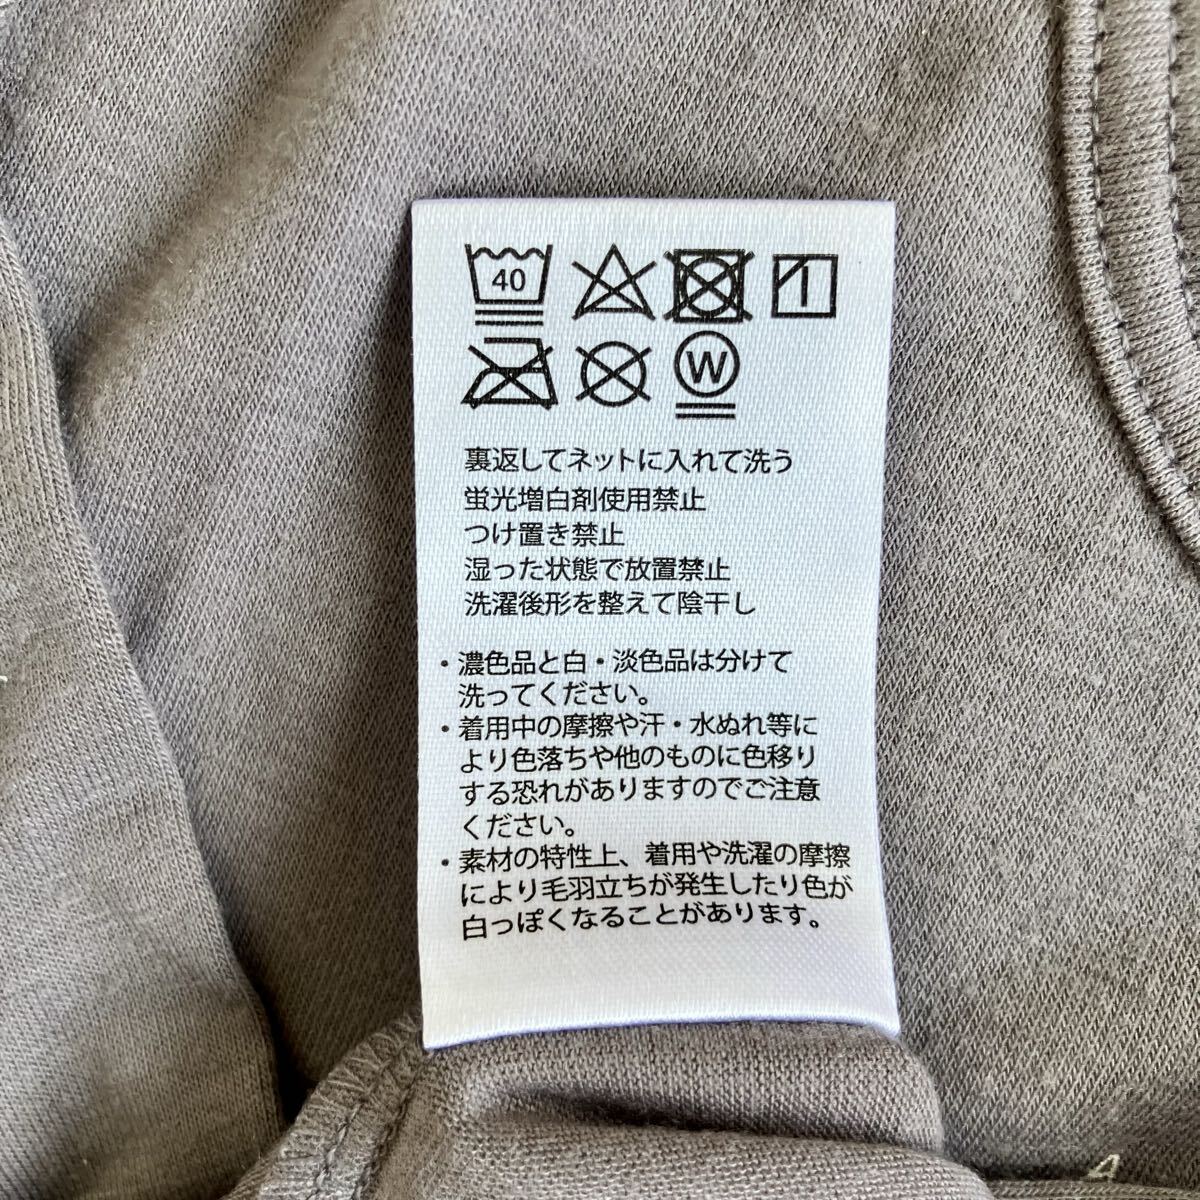 40
W
裏返してネットに入れて洗う
蛍光増白剤使用禁止
つけ置き禁止
湿った状態で放置禁止
洗濯後形を整えて陰干し
・濃色品と白・淡色品は分けて
洗ってください。
・着用中の摩擦や汗・水ぬれ等に
より色落ちや他のものに色移り
する恐れがありますのでご注意
ください。
・素材の特性上、着用や洗濯の摩擦
により毛羽立ちが発生したり色が
白っぽくなることがあります。